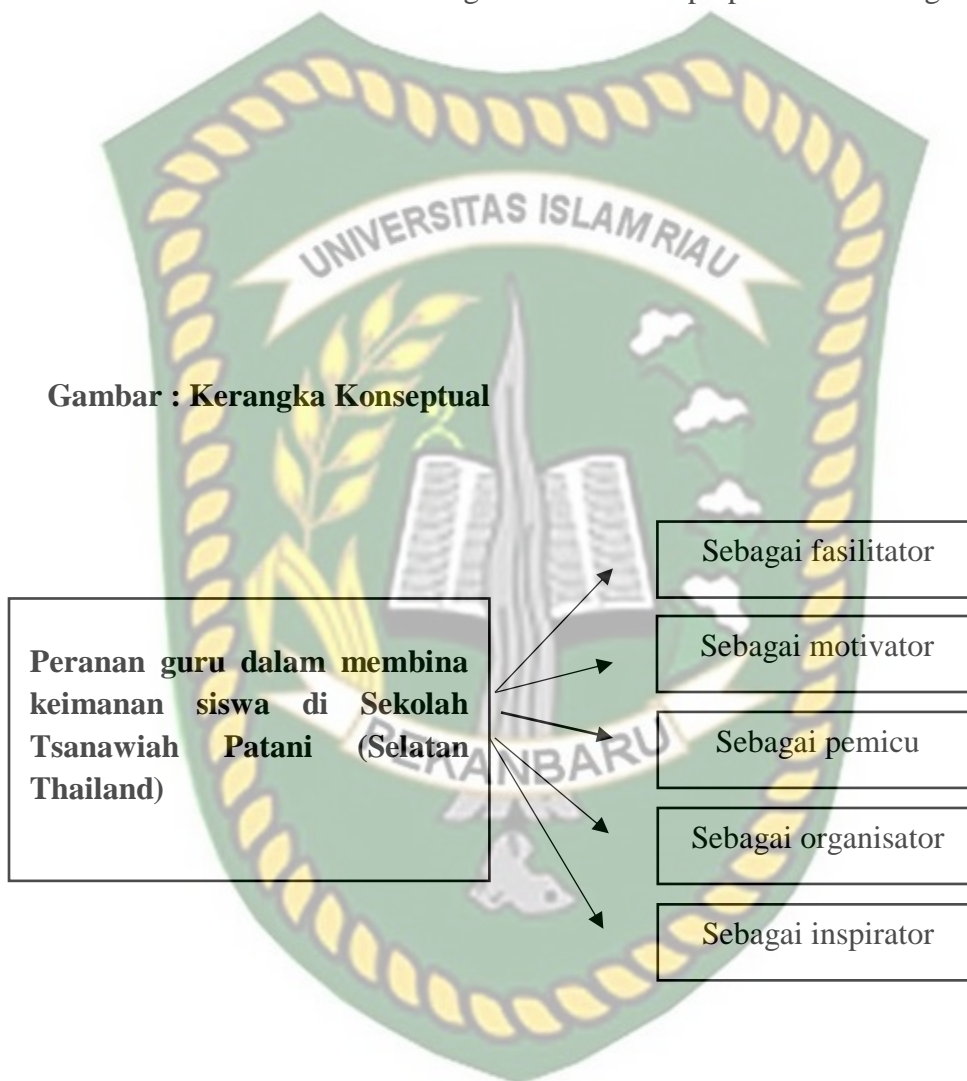 UNIVERSITAS ISLAM RIAU
Gambar : Kerangka Konseptual
Sebagai fasilitator
Peranan guru dalam membina
keimanan siswa di Sekolah
Tsanawiah Patani (Selatan
Thailand)
Sebagai motivator
Sebagai pemicu
Sebagai organisator
Sebagai inspirator
PEKANBARU